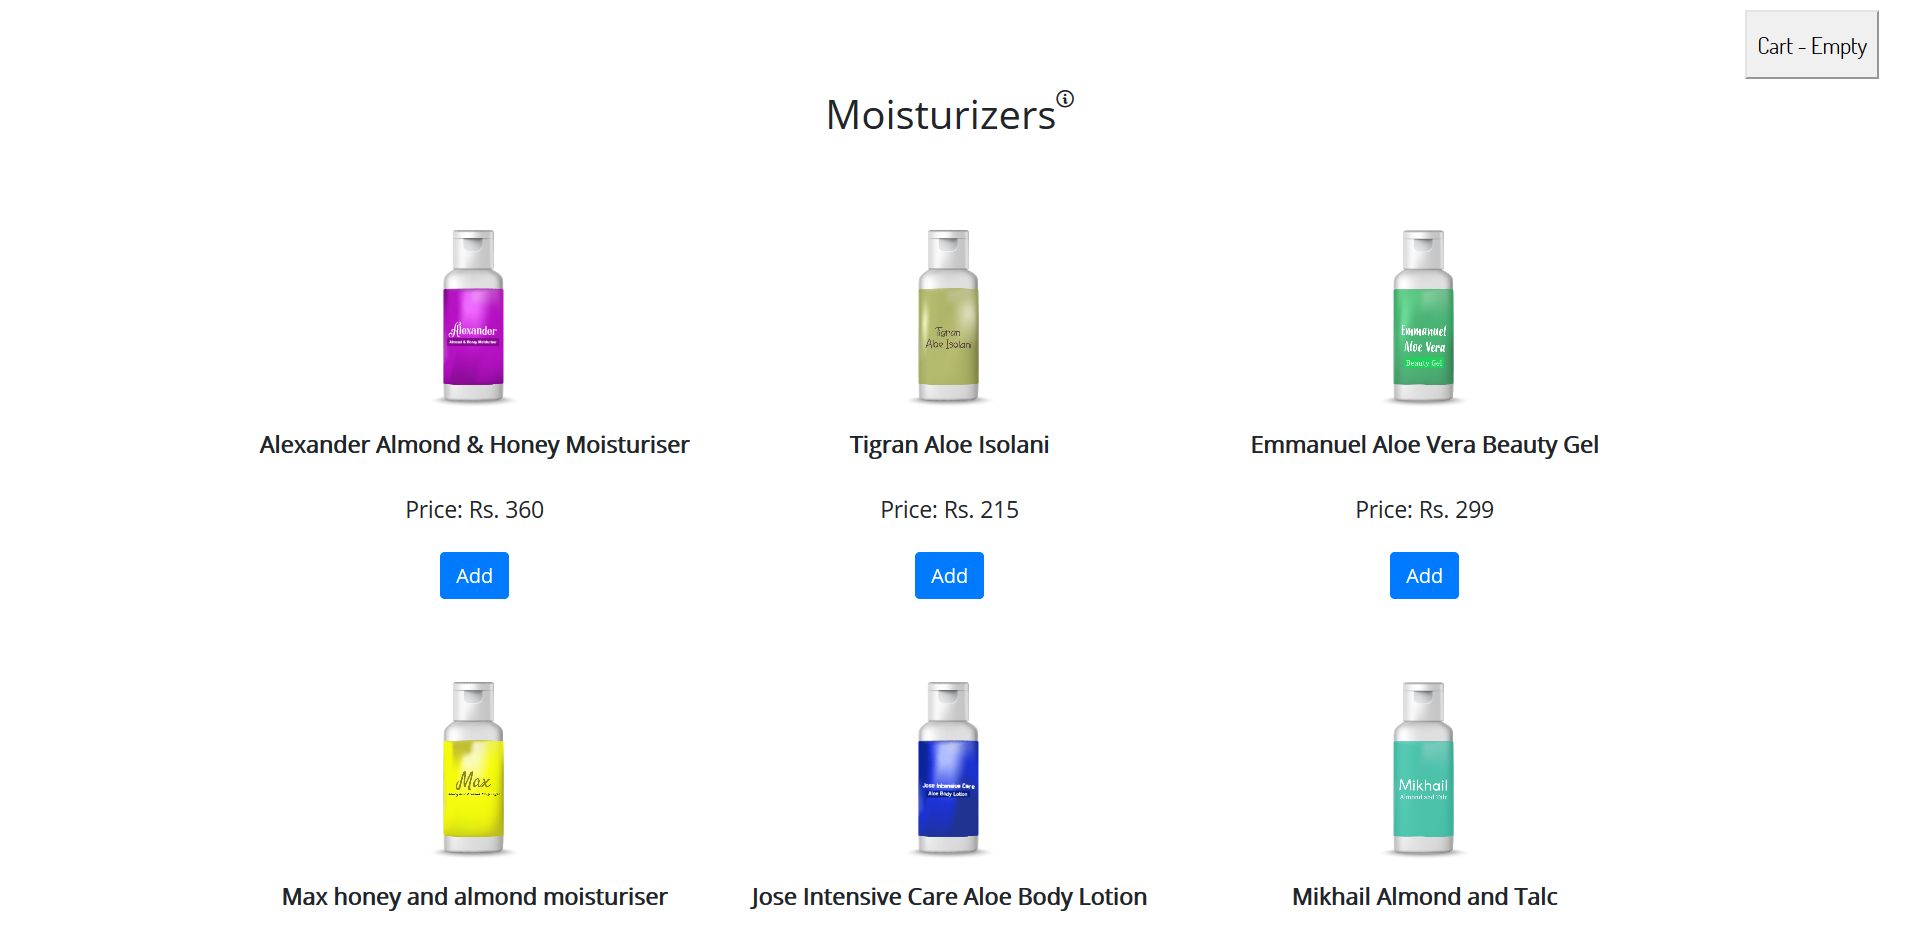 Cart - Empty
Moisturizers
Alexander
Almond & Honey Moisturiser
Tigran
Aloe Isolani
Emmanuel
Aloe Vera
Beauty Gel
Alexander Almond & Honey Moisturiser
Tigran Aloe Isolani
Emmanuel Aloe Vera Beauty Gel
Price: Rs. 360
Price: Rs. 215
Price: Rs. 299
Add
Add
Add
Max
Jose Intensive Care
Aloe Body Lotion
Mikhail
Almond and Talc
Max honey and almond moisturiser
Jose Intensive Care Aloe Body Lotion
Mikhail Almond and Talc